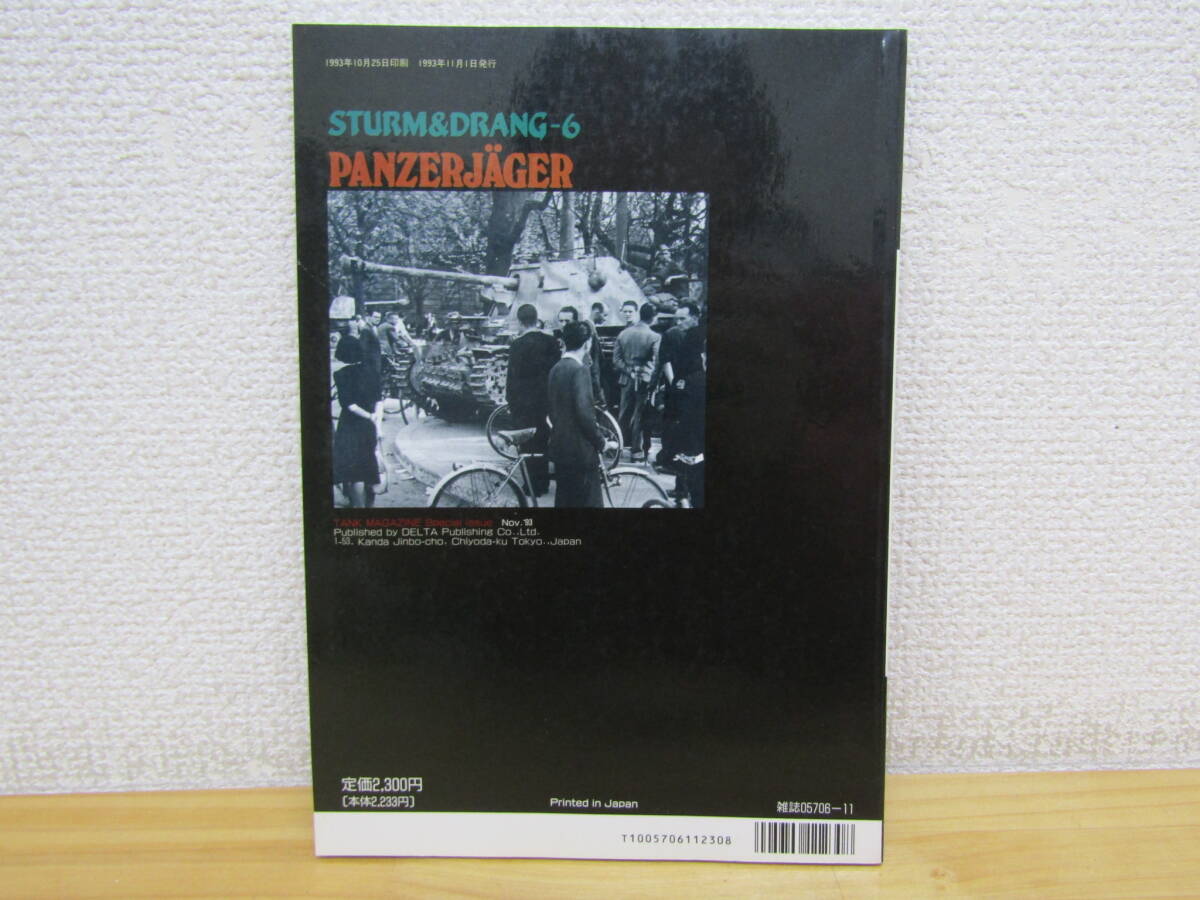 1993年10月25日印刷　1993年11月1日発行
STURM&DRANG-6
PANZERJÄGER
TANK MAGAZINE Special issue Nov.'93
Published by DELTA Publishing Co.,Ltd.
1-53, Kanda Jinbo-cho, Chiyoda-ku Tokyo.,Japan
定価2,300円
〔本体2,233円〕
Printed in Japan
雑誌05706-11
T1005706112308